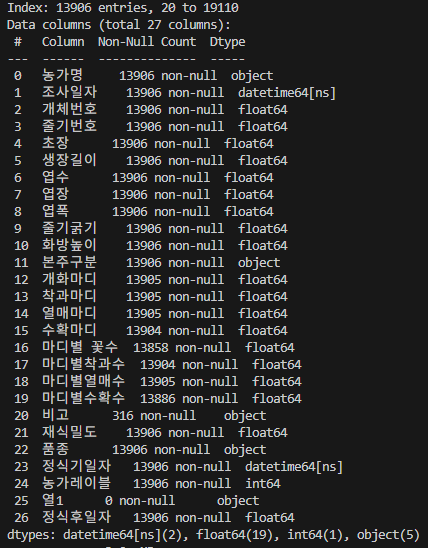 Index: 13906 entries, 20 to 19110
Data columns (total 27 columns):
 #   Column  Non-Null Count  Dtype
---  ------  --------------  -----
 0   농가명     13906 non-null  object
 1   조사일자    13906 non-null  datetime64[ns]
 2   개체번호    13906 non-null  float64
 3   줄기번호    13906 non-null  float64
 4   초장      13906 non-null  float64
 5   생장길이    13906 non-null  float64
 6   엽수      13906 non-null  float64
 7   엽장      13906 non-null  float64
 8   엽폭      13906 non-null  float64
 9   줄기굵기    13906 non-null  float64
 10  화방높이    13906 non-null  float64
 11  본주구분    13906 non-null  object
 12  개화마디    13905 non-null  float64
 13  착과마디    13905 non-null  float64
 14  열매마디    13905 non-null  float64
 15  수확마디    13904 non-null  float64
 16  마디별 꽃수  13858 non-null  float64
 17  마디별착과수  13904 non-null  float64
 18  마디별열매수  13905 non-null  float64
 19  마디별수확수  13886 non-null  float64
 20  비고      316 non-null    object
 21  재식밀도    13906 non-null  float64
 22  품종      13906 non-null  object
 23  정식기일자   13906 non-null  datetime64[ns]
 24  농가레이블   13906 non-null  int64
 25  열1      0 non-null      object
 26  정식후일자   13906 non-null  float64
dtypes: datetime64[ns](2), float64(19), int64(1), object(5)